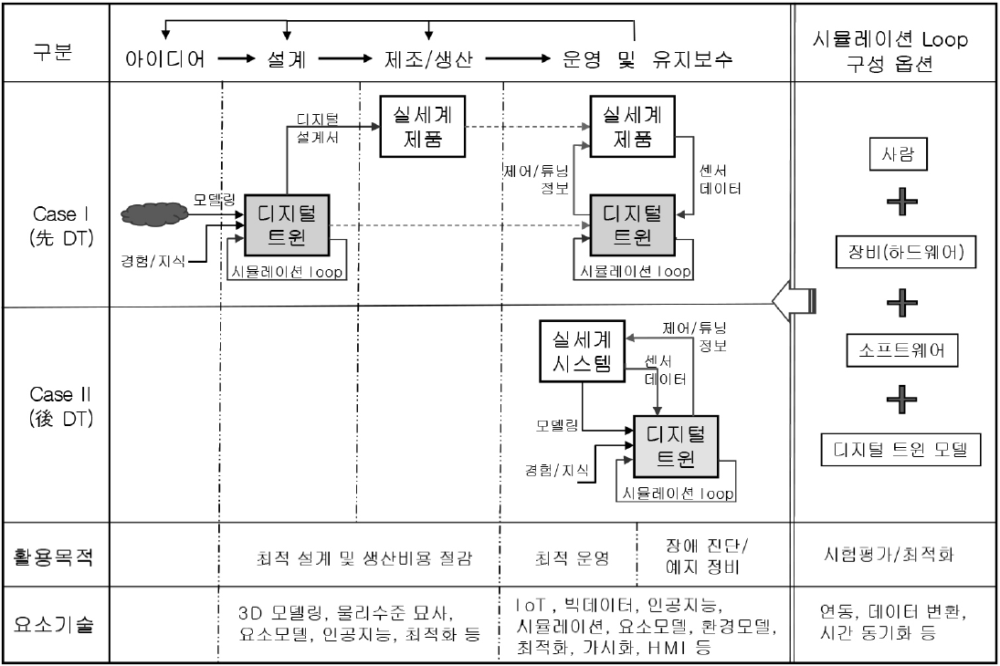 구분
아이디어
설계
제조/생산
운영 및 유지보수
시뮬레이션 Loop
구성 옵션
Case I
(先 DT)
모델링
경험/지식
디지털
트윈
시뮬레이션 loop
디지털
설계서
실세계
제품
실세계
제품
제어/튜닝
정보
센서
데이터
디지털
트윈
시뮬레이션 loop
Case II
(後 DT)
실세계
시스템
제어/튜닝
정보
센서
데이터
모델링
경험/지식
디지털
트윈
시뮬레이션 loop
사람
장비(하드웨어)
소프트웨어
디지털 트윈 모델
활용목적
최적 설계 및 생산비용 절감
최적 운영
장애 진단/
예지 정비
시험평가/최적화
요소기술
3D 모델링, 물리수준 묘사,
요소모델, 인공지능, 최적화 등
IoT, 빅데이터, 인공지능,
시뮬레이션, 요소모델, 환경모델,
최적화, 가시화, HMI 등
연동, 데이터 변환,
시간 동기화 등